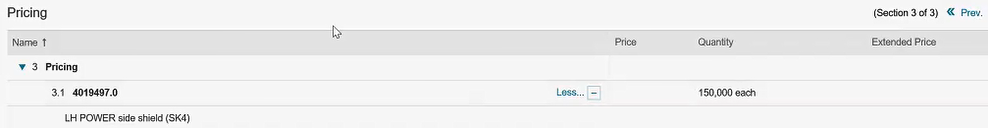 Pricing
(Section 3 of 3) « Prev.
Name ↑ Price Quantity Extended Price
▼ 3 Pricing
3.1 4019497.0 Less... − 150,000 each
LH POWER side shield (SK4)